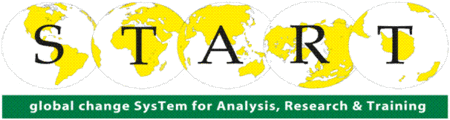 START
global change SysTem for Analysis, Research & Training